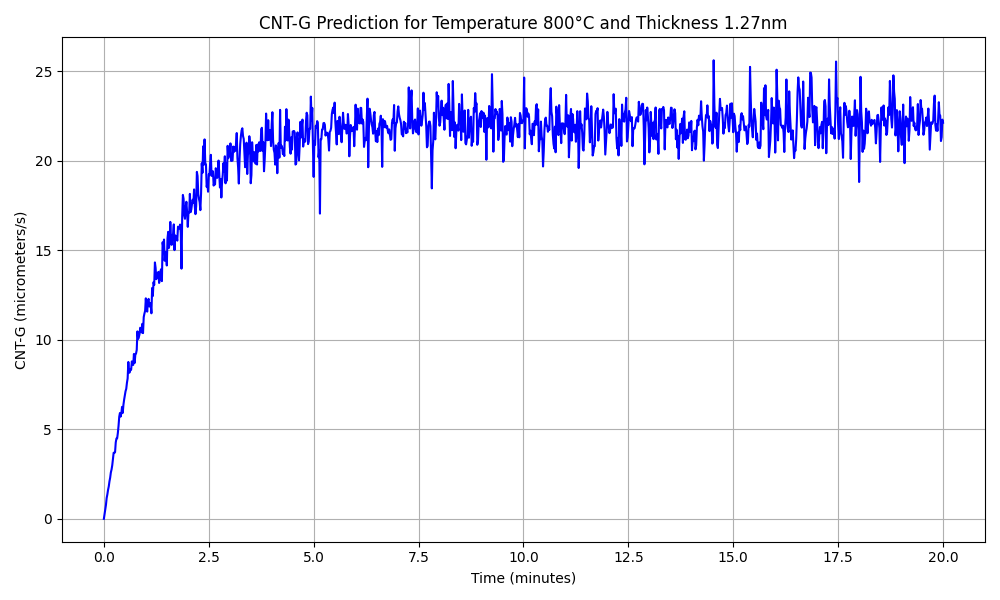 CNT-G Prediction for Temperature 800°C and Thickness 1.27nm
CNT-G (micrometers/s)
25
20
15
10
5
0
0.0 2.5 5.0 7.5 10.0 12.5 15.0 17.5 20.0
Time (minutes)